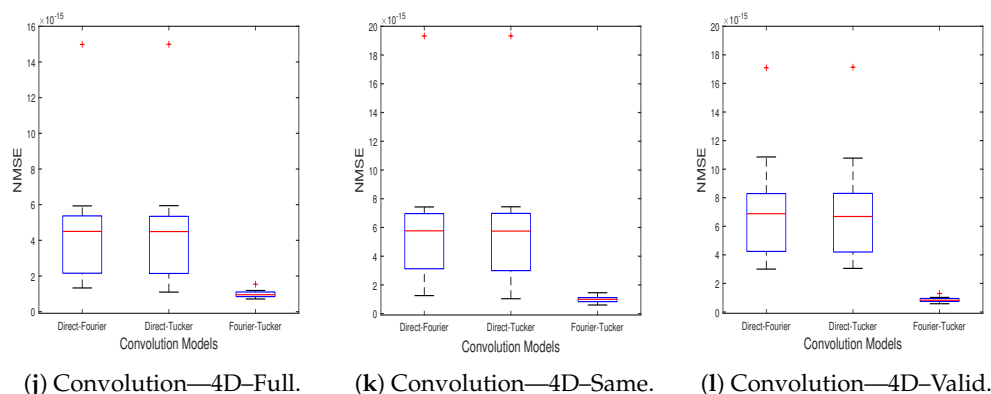 ×10⁻¹⁵
16
14
12
10
8
6
4
2
0
NMSE
Direct-Fourier Direct-Tucker Fourier-Tucker
Convolution Models
(j) Convolution—4D–Full.
×10⁻¹⁵
20
18
16
14
12
10
8
6
4
2
0
NMSE
Direct-Fourier Direct-Tucker Fourier-Tucker
Convolution Models
(k) Convolution—4D–Same.
×10⁻¹⁵
20
18
16
14
12
10
8
6
4
2
0
NMSE
Direct-Fourier Direct-Tucker Fourier-Tucker
Convolution Models
(l) Convolution—4D–Valid.